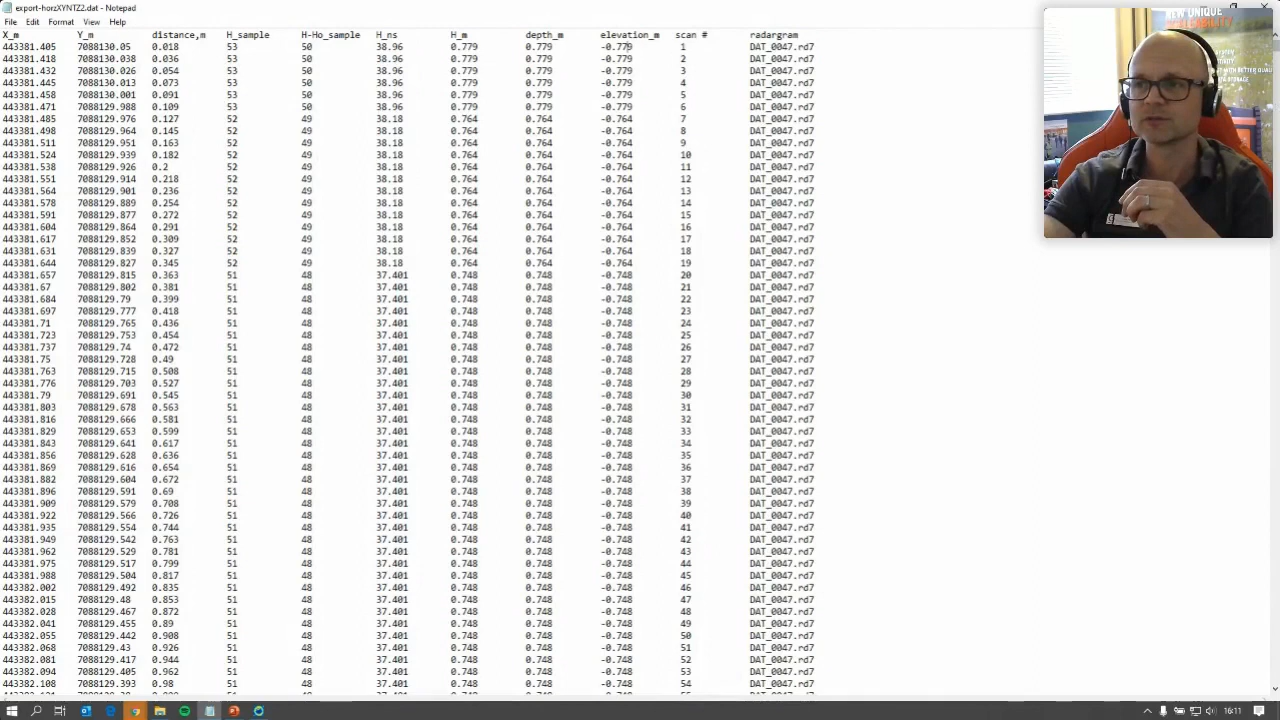 export-horzXYNTZ2.dat - Notepad
File Edit Format View Help
X_m Y_m distance,m H_sample H-Ho_sample H_ns H_m depth_m elevation_m scan # radargram
443381.405 7088130.05 0.018 53 50 38.96 0.779 0.779 -0.779 1 DAT_0047.rd7
443381.418 7088130.038 0.036 53 50 38.96 0.779 0.779 -0.779 2 DAT_0047.rd7
443381.432 7088130.026 0.054 53 50 38.96 0.779 0.779 -0.779 3 DAT_0047.rd7
443381.445 7088130.013 0.073 53 50 38.96 0.779 0.779 -0.779 4 DAT_0047.rd7
443381.458 7088130.001 0.091 53 50 38.96 0.779 0.779 -0.779 5 DAT_0047.rd7
443381.471 7088129.988 0.109 53 50 38.96 0.779 0.779 -0.779 6 DAT_0047.rd7
443381.485 7088129.976 0.127 52 49 38.18 0.764 0.764 -0.764 7 DAT_0047.rd7
443381.498 7088129.964 0.145 52 49 38.18 0.764 0.764 -0.764 8 DAT_0047.rd7
443381.511 7088129.951 0.163 52 49 38.18 0.764 0.764 -0.764 9 DAT_0047.rd7
443381.524 7088129.939 0.182 52 49 38.18 0.764 0.764 -0.764 10 DAT_0047.rd7
443381.538 7088129.926 0.2 52 49 38.18 0.764 0.764 -0.764 11 DAT_0047.rd7
443381.551 7088129.914 0.218 52 49 38.18 0.764 0.764 -0.764 12 DAT_0047.rd7
443381.564 7088129.901 0.236 52 49 38.18 0.764 0.764 -0.764 13 DAT_0047.rd7
443381.578 7088129.889 0.254 52 49 38.18 0.764 0.764 -0.764 14 DAT_0047.rd7
443381.591 7088129.877 0.272 52 49 38.18 0.764 0.764 -0.764 15 DAT_0047.rd7
443381.604 7088129.864 0.291 52 49 38.18 0.764 0.764 -0.764 16 DAT_0047.rd7
443381.617 7088129.852 0.309 52 49 38.18 0.764 0.764 -0.764 17 DAT_0047.rd7
443381.631 7088129.839 0.327 52 49 38.18 0.764 0.764 -0.764 18 DAT_0047.rd7
443381.644 7088129.827 0.345 52 49 38.18 0.764 0.764 -0.764 19 DAT_0047.rd7
443381.657 7088129.815 0.363 51 48 37.401 0.748 0.748 -0.748 20 DAT_0047.rd7
443381.67 7088129.802 0.381 51 48 37.401 0.748 0.748 -0.748 21 DAT_0047.rd7
443381.684 7088129.79 0.399 51 48 37.401 0.748 0.748 -0.748 22 DAT_0047.rd7
443381.697 7088129.777 0.418 51 48 37.401 0.748 0.748 -0.748 23 DAT_0047.rd7
443381.71 7088129.765 0.436 51 48 37.401 0.748 0.748 -0.748 24 DAT_0047.rd7
443381.723 7088129.753 0.454 51 48 37.401 0.748 0.748 -0.748 25 DAT_0047.rd7
443381.737 7088129.74 0.472 51 48 37.401 0.748 0.748 -0.748 26 DAT_0047.rd7
443381.75 7088129.728 0.49 51 48 37.401 0.748 0.748 -0.748 27 DAT_0047.rd7
443381.763 7088129.715 0.508 51 48 37.401 0.748 0.748 -0.748 28 DAT_0047.rd7
443381.776 7088129.703 0.527 51 48 37.401 0.748 0.748 -0.748 29 DAT_0047.rd7
443381.79 7088129.691 0.545 51 48 37.401 0.748 0.748 -0.748 30 DAT_0047.rd7
443381.803 7088129.678 0.563 51 48 37.401 0.748 0.748 -0.748 31 DAT_0047.rd7
443381.816 7088129.666 0.581 51 48 37.401 0.748 0.748 -0.748 32 DAT_0047.rd7
443381.829 7088129.653 0.599 51 48 37.401 0.748 0.748 -0.748 33 DAT_0047.rd7
443381.843 7088129.641 0.617 51 48 37.401 0.748 0.748 -0.748 34 DAT_0047.rd7
443381.856 7088129.628 0.636 51 48 37.401 0.748 0.748 -0.748 35 DAT_0047.rd7
443381.869 7088129.616 0.654 51 48 37.401 0.748 0.748 -0.748 36 DAT_0047.rd7
443381.882 7088129.604 0.672 51 48 37.401 0.748 0.748 -0.748 37 DAT_0047.rd7
443381.896 7088129.591 0.69 51 48 37.401 0.748 0.748 -0.748 38 DAT_0047.rd7
443381.909 7088129.579 0.708 51 48 37.401 0.748 0.748 -0.748 39 DAT_0047.rd7
443381.922 7088129.566 0.726 51 48 37.401 0.748 0.748 -0.748 40 DAT_0047.rd7
443381.935 7088129.554 0.744 51 48 37.401 0.748 0.748 -0.748 41 DAT_0047.rd7
443381.949 7088129.542 0.763 51 48 37.401 0.748 0.748 -0.748 42 DAT_0047.rd7
443381.962 7088129.529 0.781 51 48 37.401 0.748 0.748 -0.748 43 DAT_0047.rd7
443381.975 7088129.517 0.799 51 48 37.401 0.748 0.748 -0.748 44 DAT_0047.rd7
443381.988 7088129.504 0.817 51 48 37.401 0.748 0.748 -0.748 45 DAT_0047.rd7
443382.002 7088129.492 0.835 51 48 37.401 0.748 0.748 -0.748 46 DAT_0047.rd7
443382.015 7088129.48 0.853 51 48 37.401 0.748 0.748 -0.748 47 DAT_0047.rd7
443382.028 7088129.467 0.872 51 48 37.401 0.748 0.748 -0.748 48 DAT_0047.rd7
443382.041 7088129.455 0.89 51 48 37.401 0.748 0.748 -0.748 49 DAT_0047.rd7
443382.055 7088129.442 0.908 51 48 37.401 0.748 0.748 -0.748 50 DAT_0047.rd7
443382.068 7088129.43 0.926 51 48 37.401 0.748 0.748 -0.748 51 DAT_0047.rd7
443382.081 7088129.417 0.944 51 48 37.401 0.748 0.748 -0.748 52 DAT_0047.rd7
443382.094 7088129.405 0.962 51 48 37.401 0.748 0.748 -0.748 53 DAT_0047.rd7
443382.108 7088129.393 0.98 51 48 37.401 0.748 0.748 -0.748 54 DAT_0047.rd7
UNIQUE
16:11